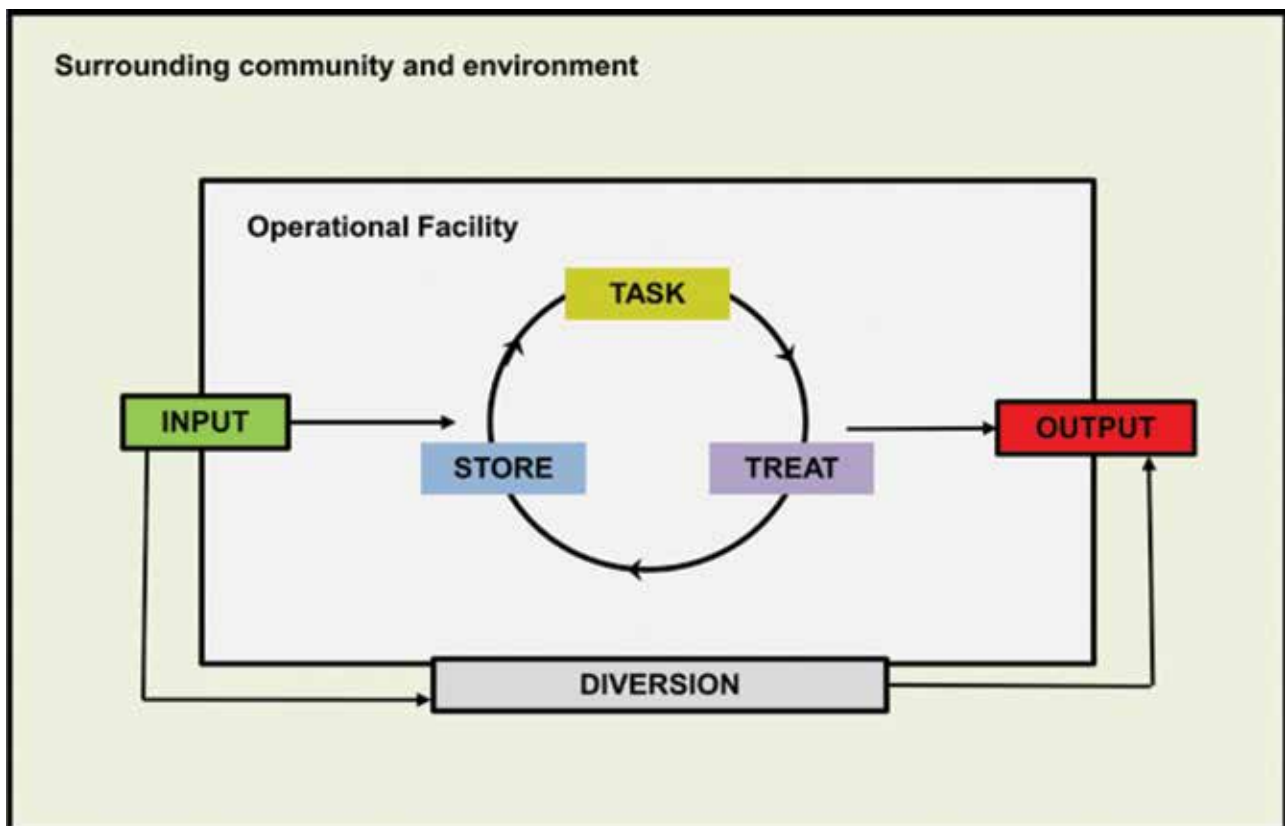 Surrounding community and environment
Operational Facility
TASK
INPUT
OUTPUT
STORE
TREAT
DIVERSION